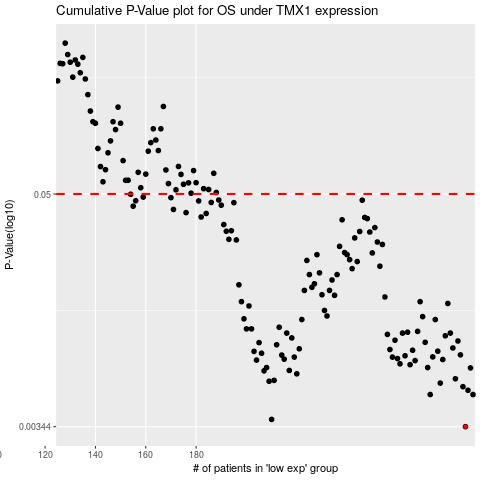 Cumulative P-Value plot for OS under TMX1 expression
P-Value(log10)
0.05
0.00344
0 120 140 160 180
# of patients in 'low exp' group